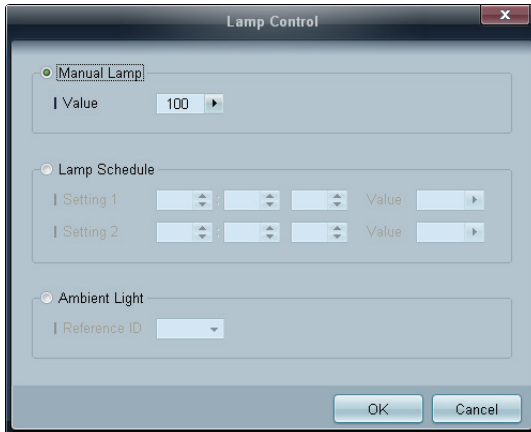 Lamp Control
Manual Lamp
Value 100
Lamp Schedule
Setting 1 : Value
Setting 2 : Value
Ambient Light
Reference ID
OK Cancel